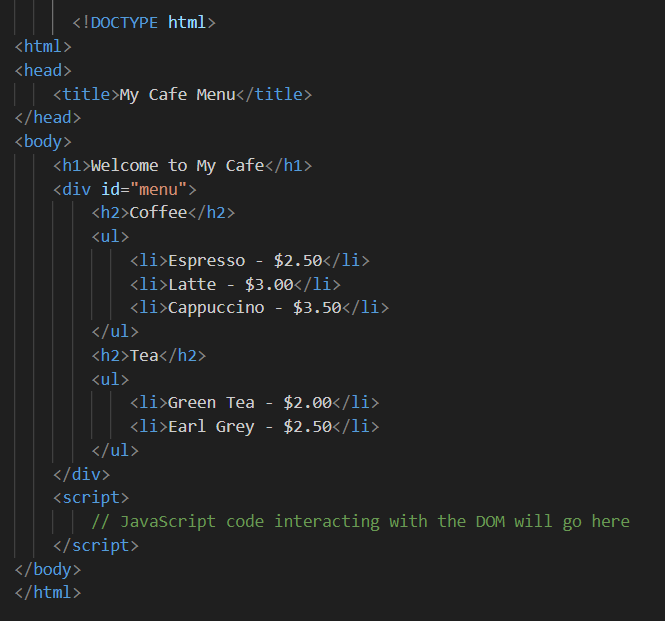 <!DOCTYPE html>
<html>
<head>
<title>My Cafe Menu</title>
</head>
<body>
<h1>Welcome to My Cafe</h1>
<div id="menu">
<h2>Coffee</h2>
<ul>
<li>Espresso - $2.50</li>
<li>Latte - $3.00</li>
<li>Cappuccino - $3.50</li>
</ul>
<h2>Tea</h2>
<ul>
<li>Green Tea - $2.00</li>
<li>Earl Grey - $2.50</li>
</ul>
</div>
<script>
// JavaScript code interacting with the DOM will go here
</script>
</body>
</html>